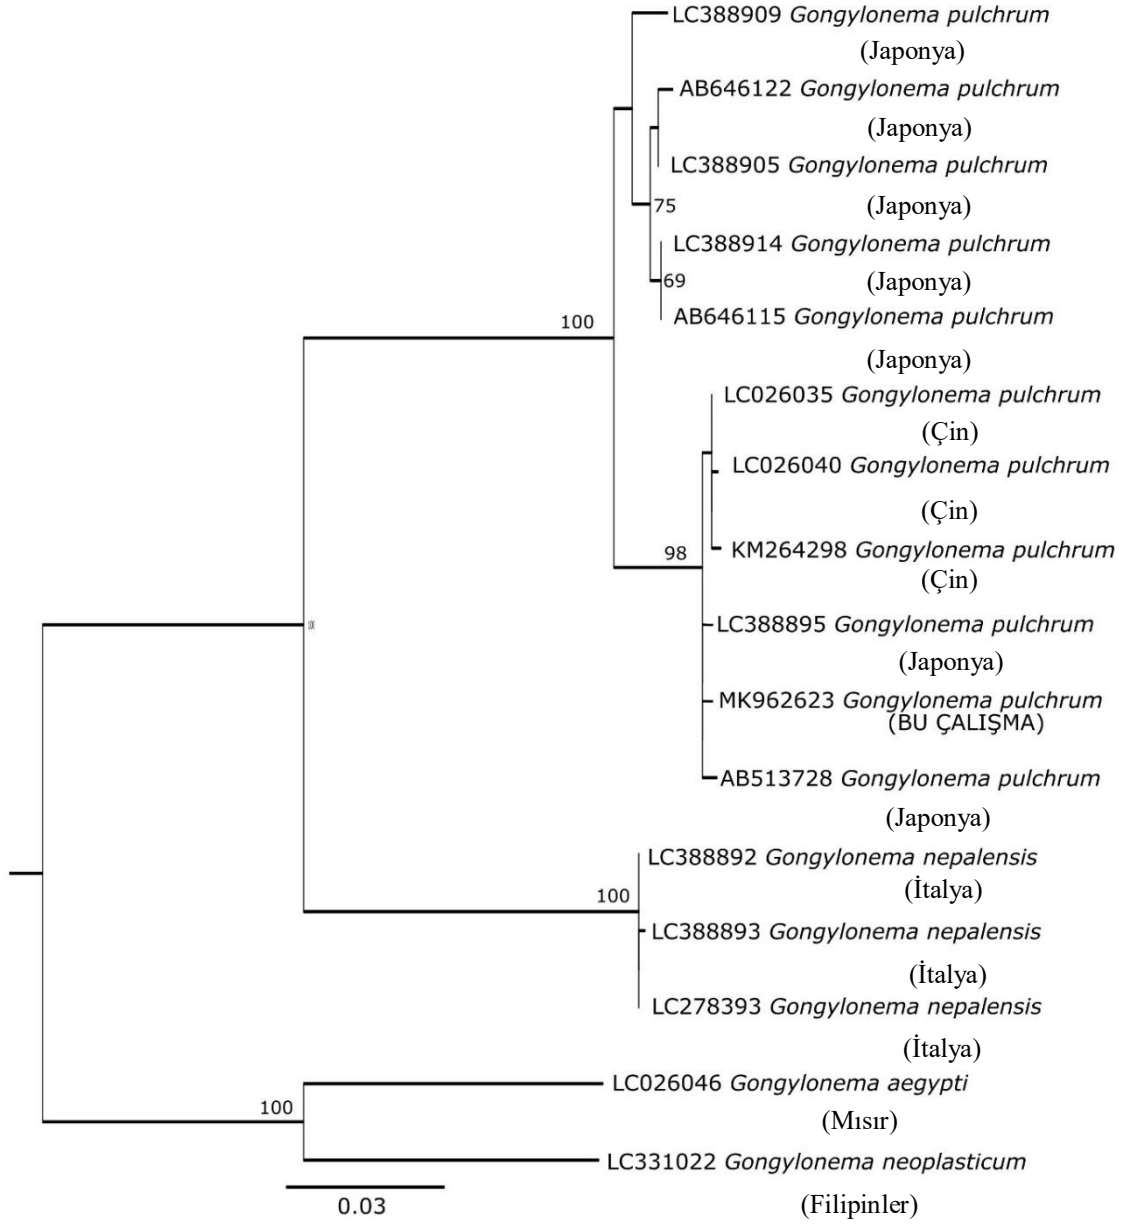 LC388909 Gongylonema pulchrum
(Japonya)
AB646122 Gongylonema pulchrum
(Japonya)
LC388905 Gongylonema pulchrum
75
(Japonya)
LC388914 Gongylonema pulchrum
69
(Japonya)
100
AB646115 Gongylonema pulchrum
(Japonya)
LC026035 Gongylonema pulchrum
(Çin)
LC026040 Gongylonema pulchrum
(Çin)
98
KM264298 Gongylonema pulchrum
(Çin)
100
LC388895 Gongylonema pulchrum
(Japonya)
MK962623 Gongylonema pulchrum
(BU ÇALIŞMA)
AB513728 Gongylonema pulchrum
(Japonya)
LC388892 Gongylonema nepalensis
(İtalya)
100
LC388893 Gongylonema nepalensis
(İtalya)
LC278393 Gongylonema nepalensis
(İtalya)
LC026046 Gongylonema aegypti
100
(Mısır)
LC331022 Gongylonema neoplasticum
0.03
(Filipinler)